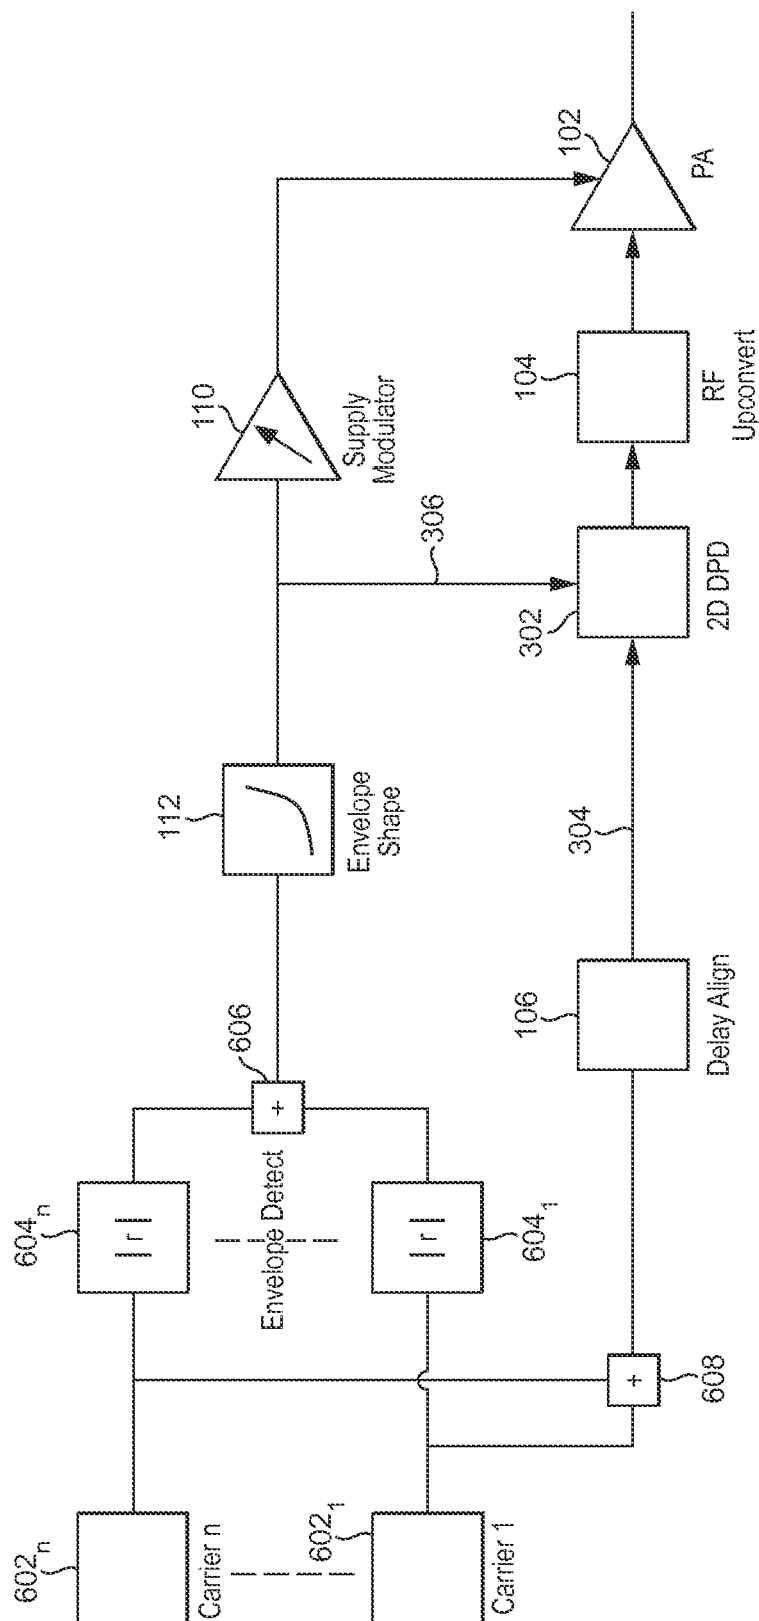 602n
Carrier n
602₁
Carrier 1
604n
|r|
Envelope Detect
|r|
604₁
606
+
+
608
112
Envelope
Shape
106
Delay Align
304
306
110
Supply
Modulator
302
2D DPD
104
RF
Upconvert
102
PA